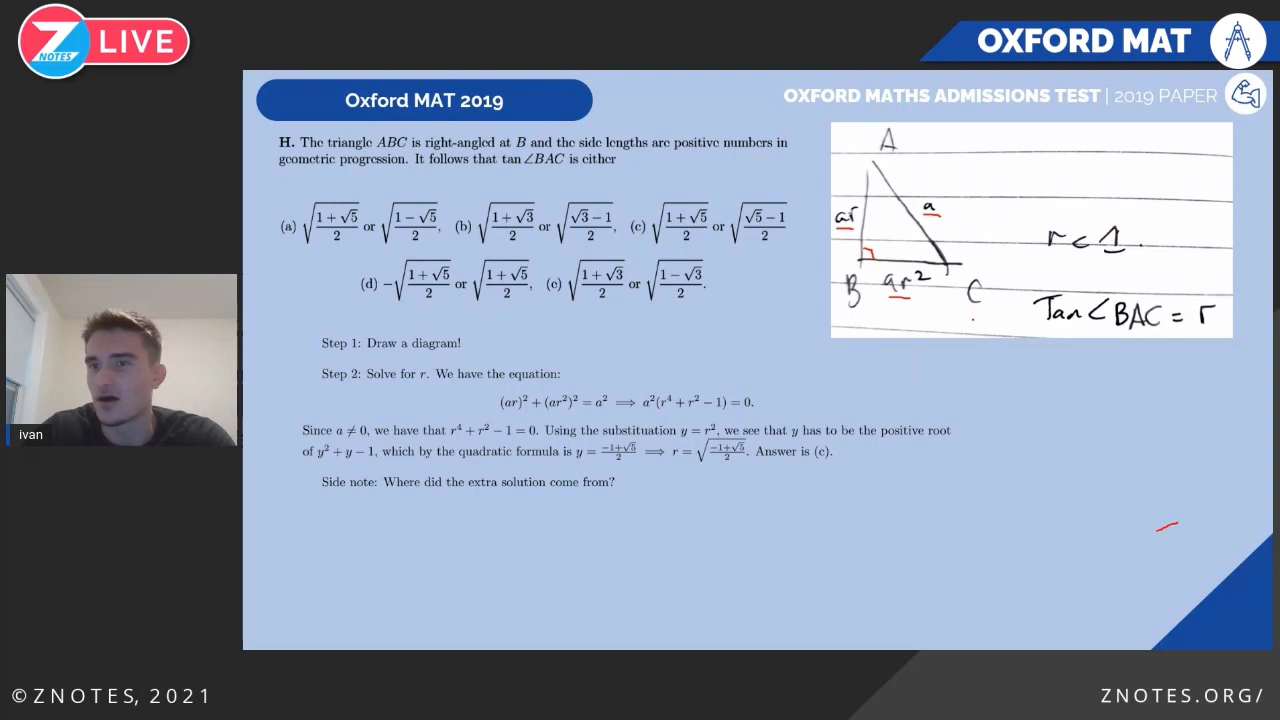 Z NOTES LIVE
OXFORD MAT
Oxford MAT 2019
OXFORD MATHS ADMISSIONS TEST | 2019 PAPER
H. The triangle ABC is right-angled at B and the side lengths are positive numbers in
geometric progression. It follows that tan ∠BAC is either
(a) √((1 + √5)/2) or √((1 − √5)/2), (b) √((1 + √3)/2) or √((√3 − 1)/2), (c) √((1 + √5)/2) or √((√5 − 1)/2)
(d) −√((1 + √5)/2) or √((1 + √5)/2), (e) √((1 + √3)/2) or √((1 − √3)/2).
A
ar
a
B
ar²
C
r < 1.
Tan∠BAC = r
Step 1: Draw a diagram!
Step 2: Solve for r. We have the equation:
(ar)² + (ar²)² = a² ⟹ a²(r⁴ + r² − 1) = 0.
Since a ≠ 0, we have that r⁴ + r² − 1 = 0. Using the substituation y = r², we see that y has to be the positive root
of y² + y − 1, which by the quadratic formula is y = (−1+√5)/2 ⟹ r = √((−1+√5)/2). Answer is (c).
Side note: Where did the extra solution come from?
ivan
© ZNOTES, 2021
ZNOTES.ORG/